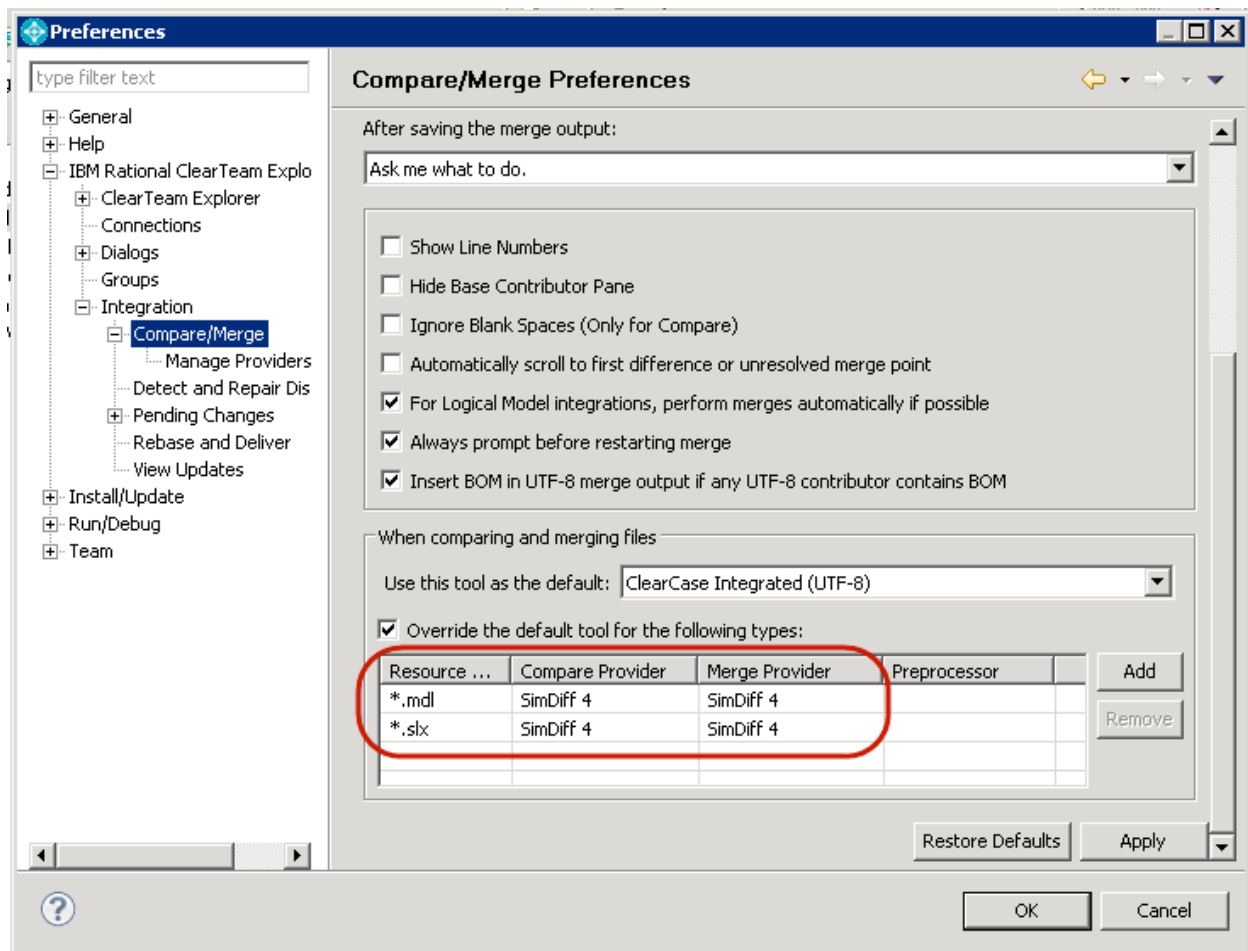 Preferences
type filter text
Compare/Merge Preferences
General
Help
IBM Rational ClearTeam Explo
ClearTeam Explorer
Connections
Dialogs
Groups
Integration
Compare/Merge
Manage Providers
Detect and Repair Dis
Pending Changes
Rebase and Deliver
View Updates
Install/Update
Run/Debug
Team
After saving the merge output:
Ask me what to do.
Show Line Numbers
Hide Base Contributor Pane
Ignore Blank Spaces (Only for Compare)
Automatically scroll to first difference or unresolved merge point
For Logical Model integrations, perform merges automatically if possible
Always prompt before restarting merge
Insert BOM in UTF-8 merge output if any UTF-8 contributor contains BOM
When comparing and merging files
Use this tool as the default: ClearCase Integrated (UTF-8)
Override the default tool for the following types:
Resource ... Compare Provider Merge Provider Preprocessor Add
*.mdl SimDiff 4 SimDiff 4
*.slx SimDiff 4 SimDiff 4 Remove
Restore Defaults Apply
? OK Cancel